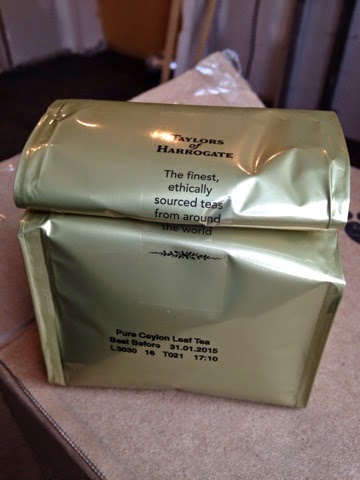 TAYLORS
of
HARROGATE
The finest,
ethically
sourced teas
from around
the world
Pure Ceylon Leaf Tea
Best Before 31.01.2015
L3030 16 T021 17:10